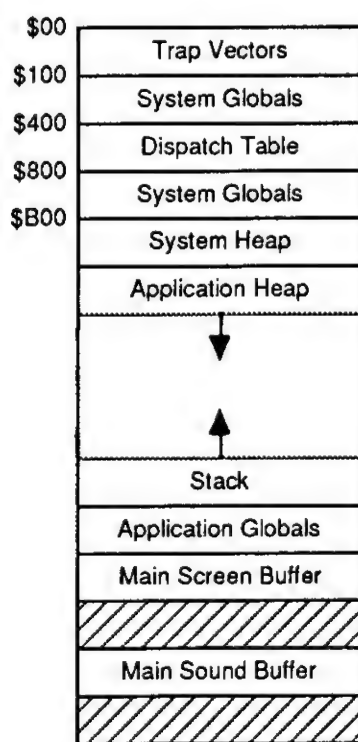 $00
Trap Vectors
$100
System Globals
$400
Dispatch Table
$800
System Globals
$B00
System Heap
Application Heap
Stack
Application Globals
Main Screen Buffer
Main Sound Buffer